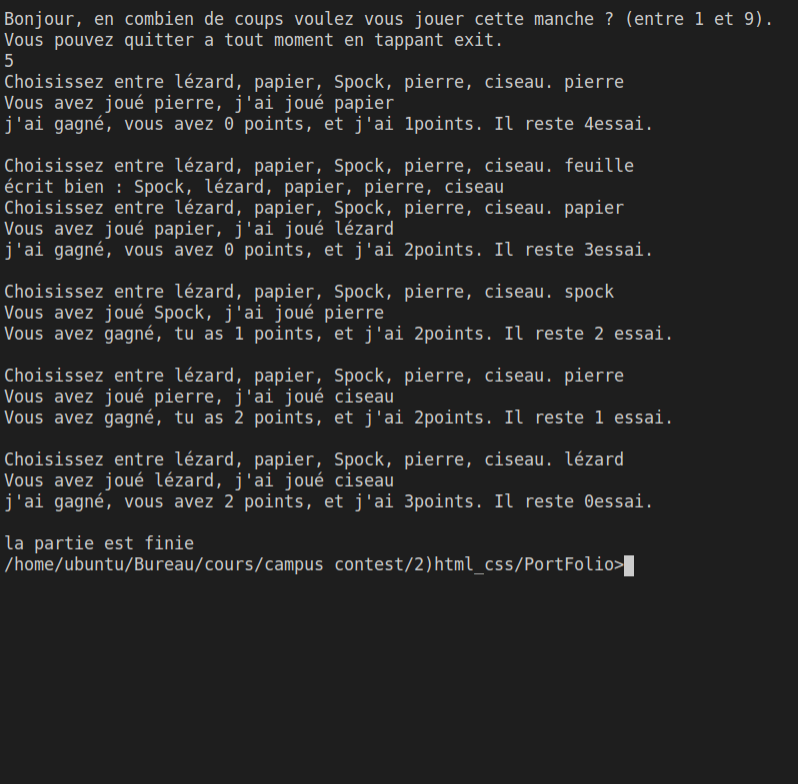 Bonjour, en combien de coups voulez vous jouer cette manche ? (entre 1 et 9).
Vous pouvez quitter a tout moment en tappant exit.
5
Choisissez entre lézard, papier, Spock, pierre, ciseau. pierre
Vous avez joué pierre, j'ai joué papier
j'ai gagné, vous avez 0 points, et j'ai 1points. Il reste 4essai.
Choisissez entre lézard, papier, Spock, pierre, ciseau. feuille
écrit bien : Spock, lézard, papier, pierre, ciseau
Choisissez entre lézard, papier, Spock, pierre, ciseau. papier
Vous avez joué papier, j'ai joué lézard
j'ai gagné, vous avez 0 points, et j'ai 2points. Il reste 3essai.
Choisissez entre lézard, papier, Spock, pierre, ciseau. spock
Vous avez joué Spock, j'ai joué pierre
Vous avez gagné, tu as 1 points, et j'ai 2points. Il reste 2 essai.
Choisissez entre lézard, papier, Spock, pierre, ciseau. pierre
Vous avez joué pierre, j'ai joué ciseau
Vous avez gagné, tu as 2 points, et j'ai 2points. Il reste 1 essai.
Choisissez entre lézard, papier, Spock, pierre, ciseau. lézard
Vous avez joué lézard, j'ai joué ciseau
j'ai gagné, vous avez 2 points, et j'ai 3points. Il reste 0essai.
la partie est finie
/home/ubuntu/Bureau/cours/campus contest/2)html_css/PortFolio>